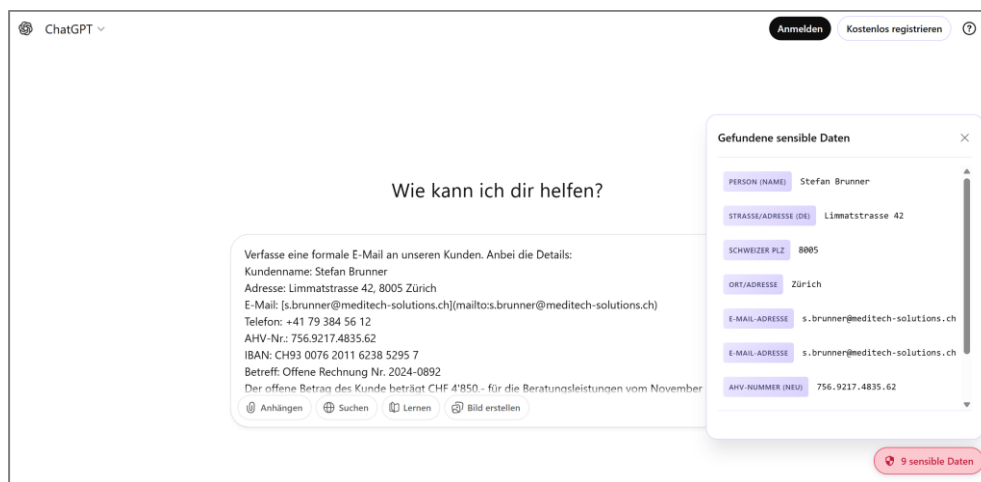 ChatGPT
Anmelden
Kostenlos registrieren
Wie kann ich dir helfen?
Verfasse eine formale E-Mail an unseren Kunden. Anbei die Details:
Kundenname: Stefan Brunner
Adresse: Limmatstrasse 42, 8005 Zürich
E-Mail: [s.brunner@meditech-solutions.ch](mailto:s.brunner@meditech-solutions.ch)
Telefon: +41 79 384 56 12
AHV-Nr.: 756.9217.4835.62
IBAN: CH93 0076 2011 6238 5295 7
Betreff: Offene Rechnung Nr. 2024-0892
Der offene Betrag des Kunde beträgt CHF 4'850.- für die Beratungsleistungen vom November
Anhängen
Suchen
Lernen
Bild erstellen
Gefundene sensible Daten
PERSON (NAME) Stefan Brunner
STRASSE/ADRESSE (DE) Limmatstrasse 42
SCHWEIZER PLZ 8005
ORT/ADRESSE Zürich
E-MAIL-ADRESSE s.brunner@meditech-solutions.ch
E-MAIL-ADRESSE s.brunner@meditech-solutions.ch
AHV-NUMMER (NEU) 756.9217.4835.62
9 sensible Daten